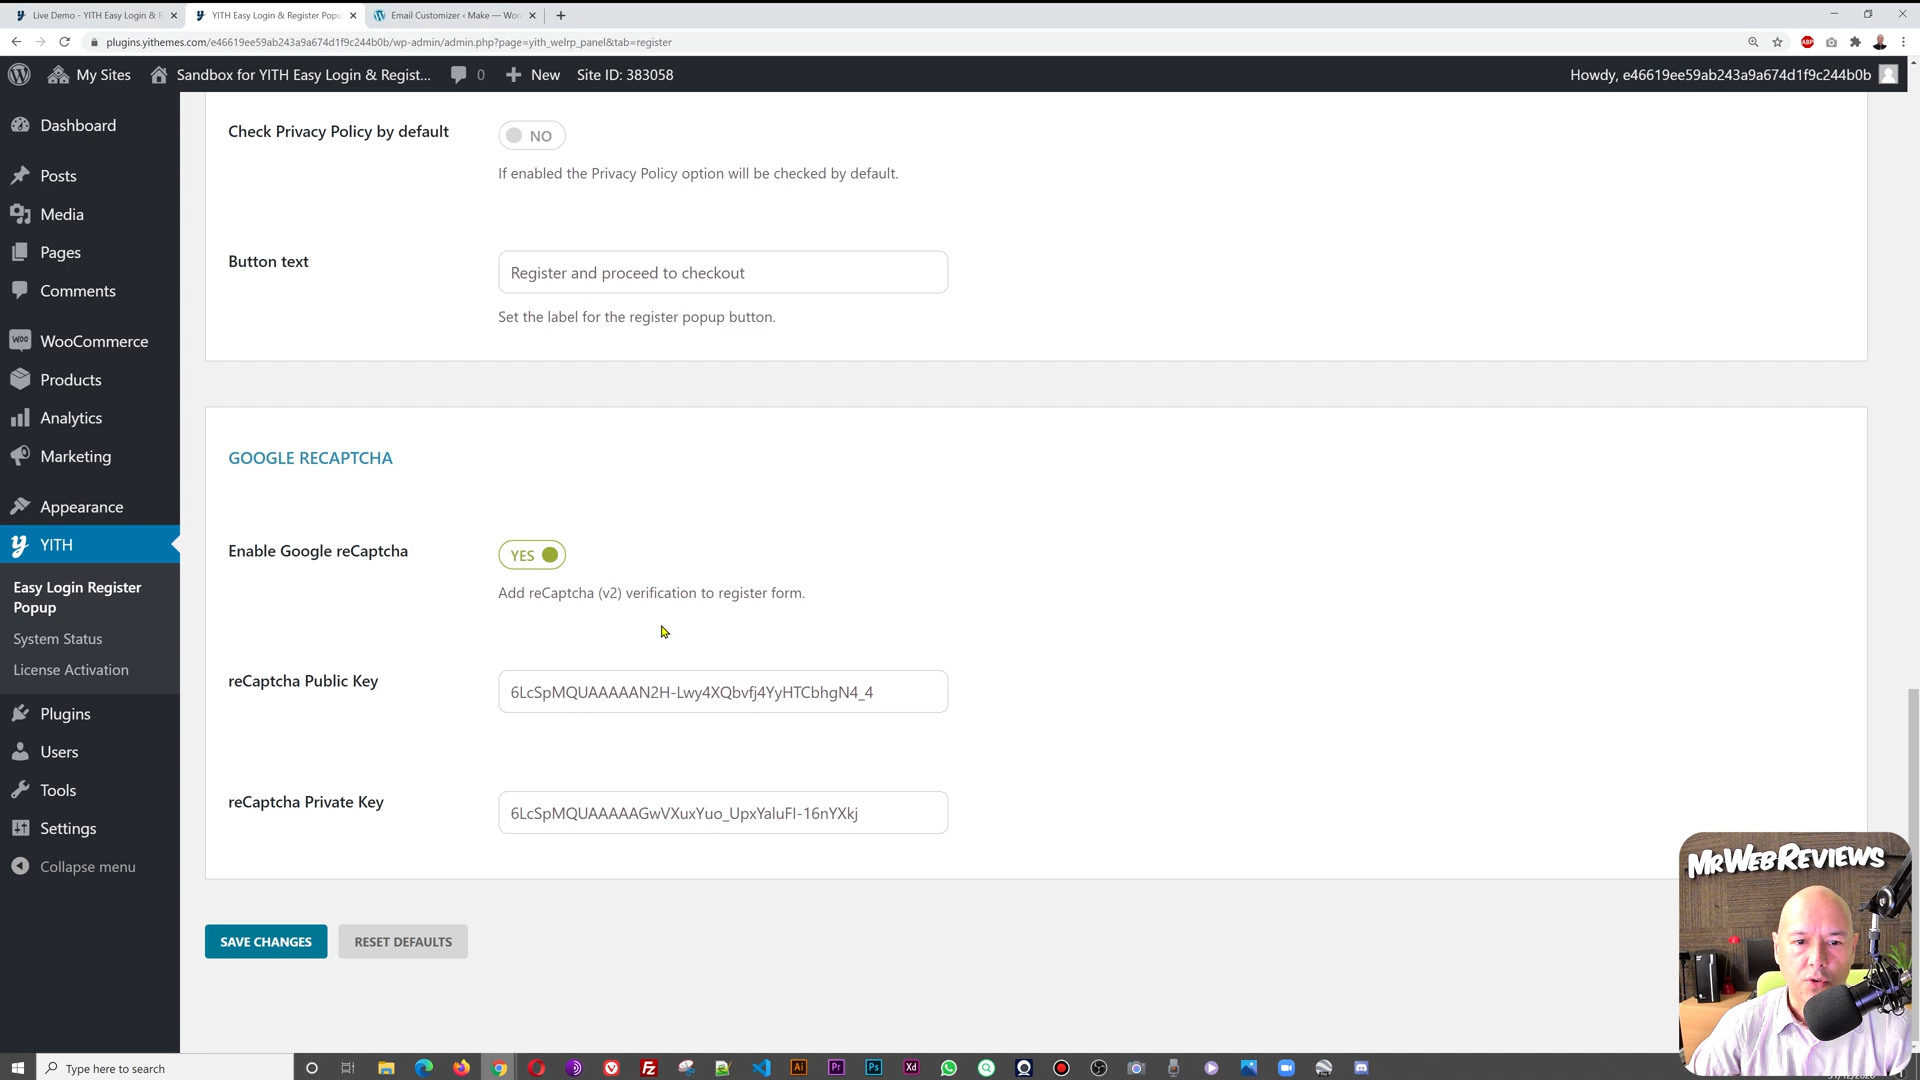 Live Demo - YITH Easy Login & R
YITH Easy Login & Register Popu
Email Customizer ‹ Make — Wor
plugins.yithemes.com/e46619ee59ab243a9a674d1f9c244b0b/wp-admin/admin.php?page=yith_welrp_panel&tab=register
My Sites
Sandbox for YITH Easy Login & Regist...
0
New
Site ID: 383058
Howdy, e46619ee59ab243a9a674d1f9c244b0b
Dashboard
Posts
Media
Pages
Comments
WooCommerce
Products
Analytics
Marketing
Appearance
YITH
Easy Login Register
Popup
System Status
License Activation
Plugins
Users
Tools
Settings
Collapse menu
Check Privacy Policy by default
NO
If enabled the Privacy Policy option will be checked by default.
Button text
Register and proceed to checkout
Set the label for the register popup button.
GOOGLE RECAPTCHA
Enable Google reCaptcha
YES
Add reCaptcha (v2) verification to register form.
reCaptcha Public Key
6LcSpMQUAAAAAN2H-Lwy4XQbvfj4YyHTCbhgN4_4
reCaptcha Private Key
6LcSpMQUAAAAAGwVXuxYuo_UpxYaluFI-16nYXkj
SAVE CHANGES
RESET DEFAULTS
MRWEBREVIEWS
Type here to search